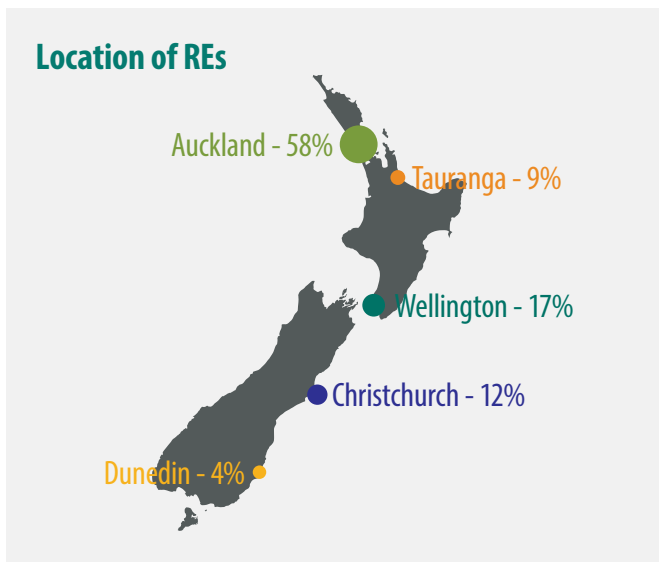 Location of REs
Auckland - 58%
Tauranga - 9%
Wellington - 17%
Christchurch - 12%
Dunedin - 4%